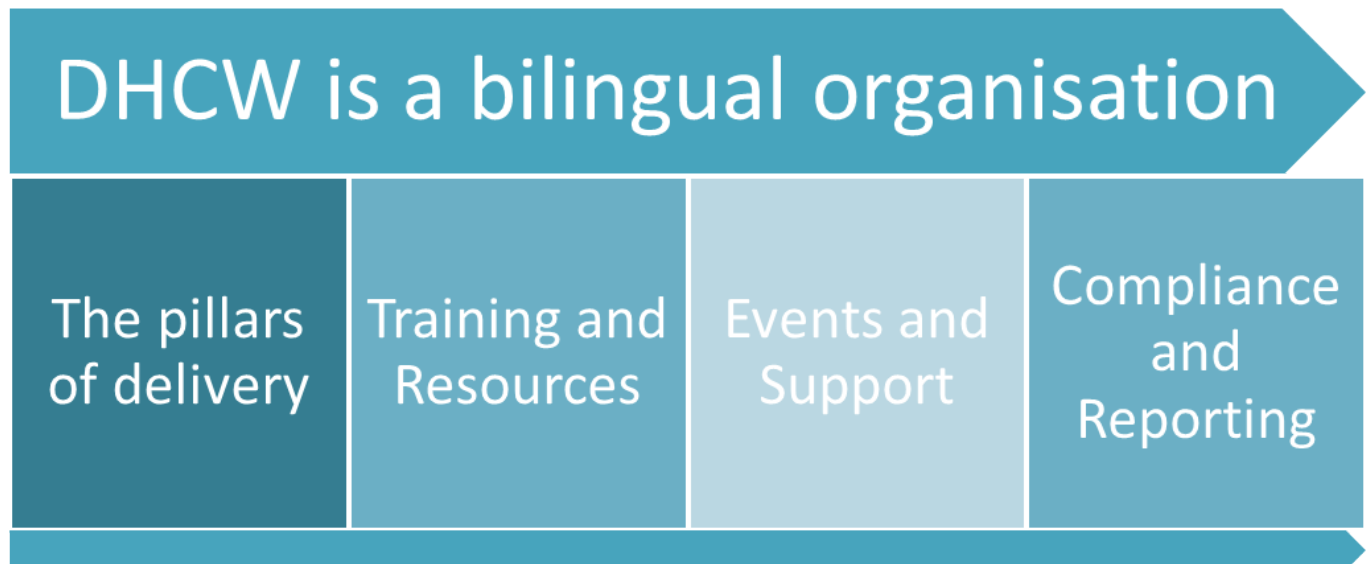 DHCW is a bilingual organisation
The pillars
of delivery
Training and
Resources
Events and
Support
Compliance
and
Reporting